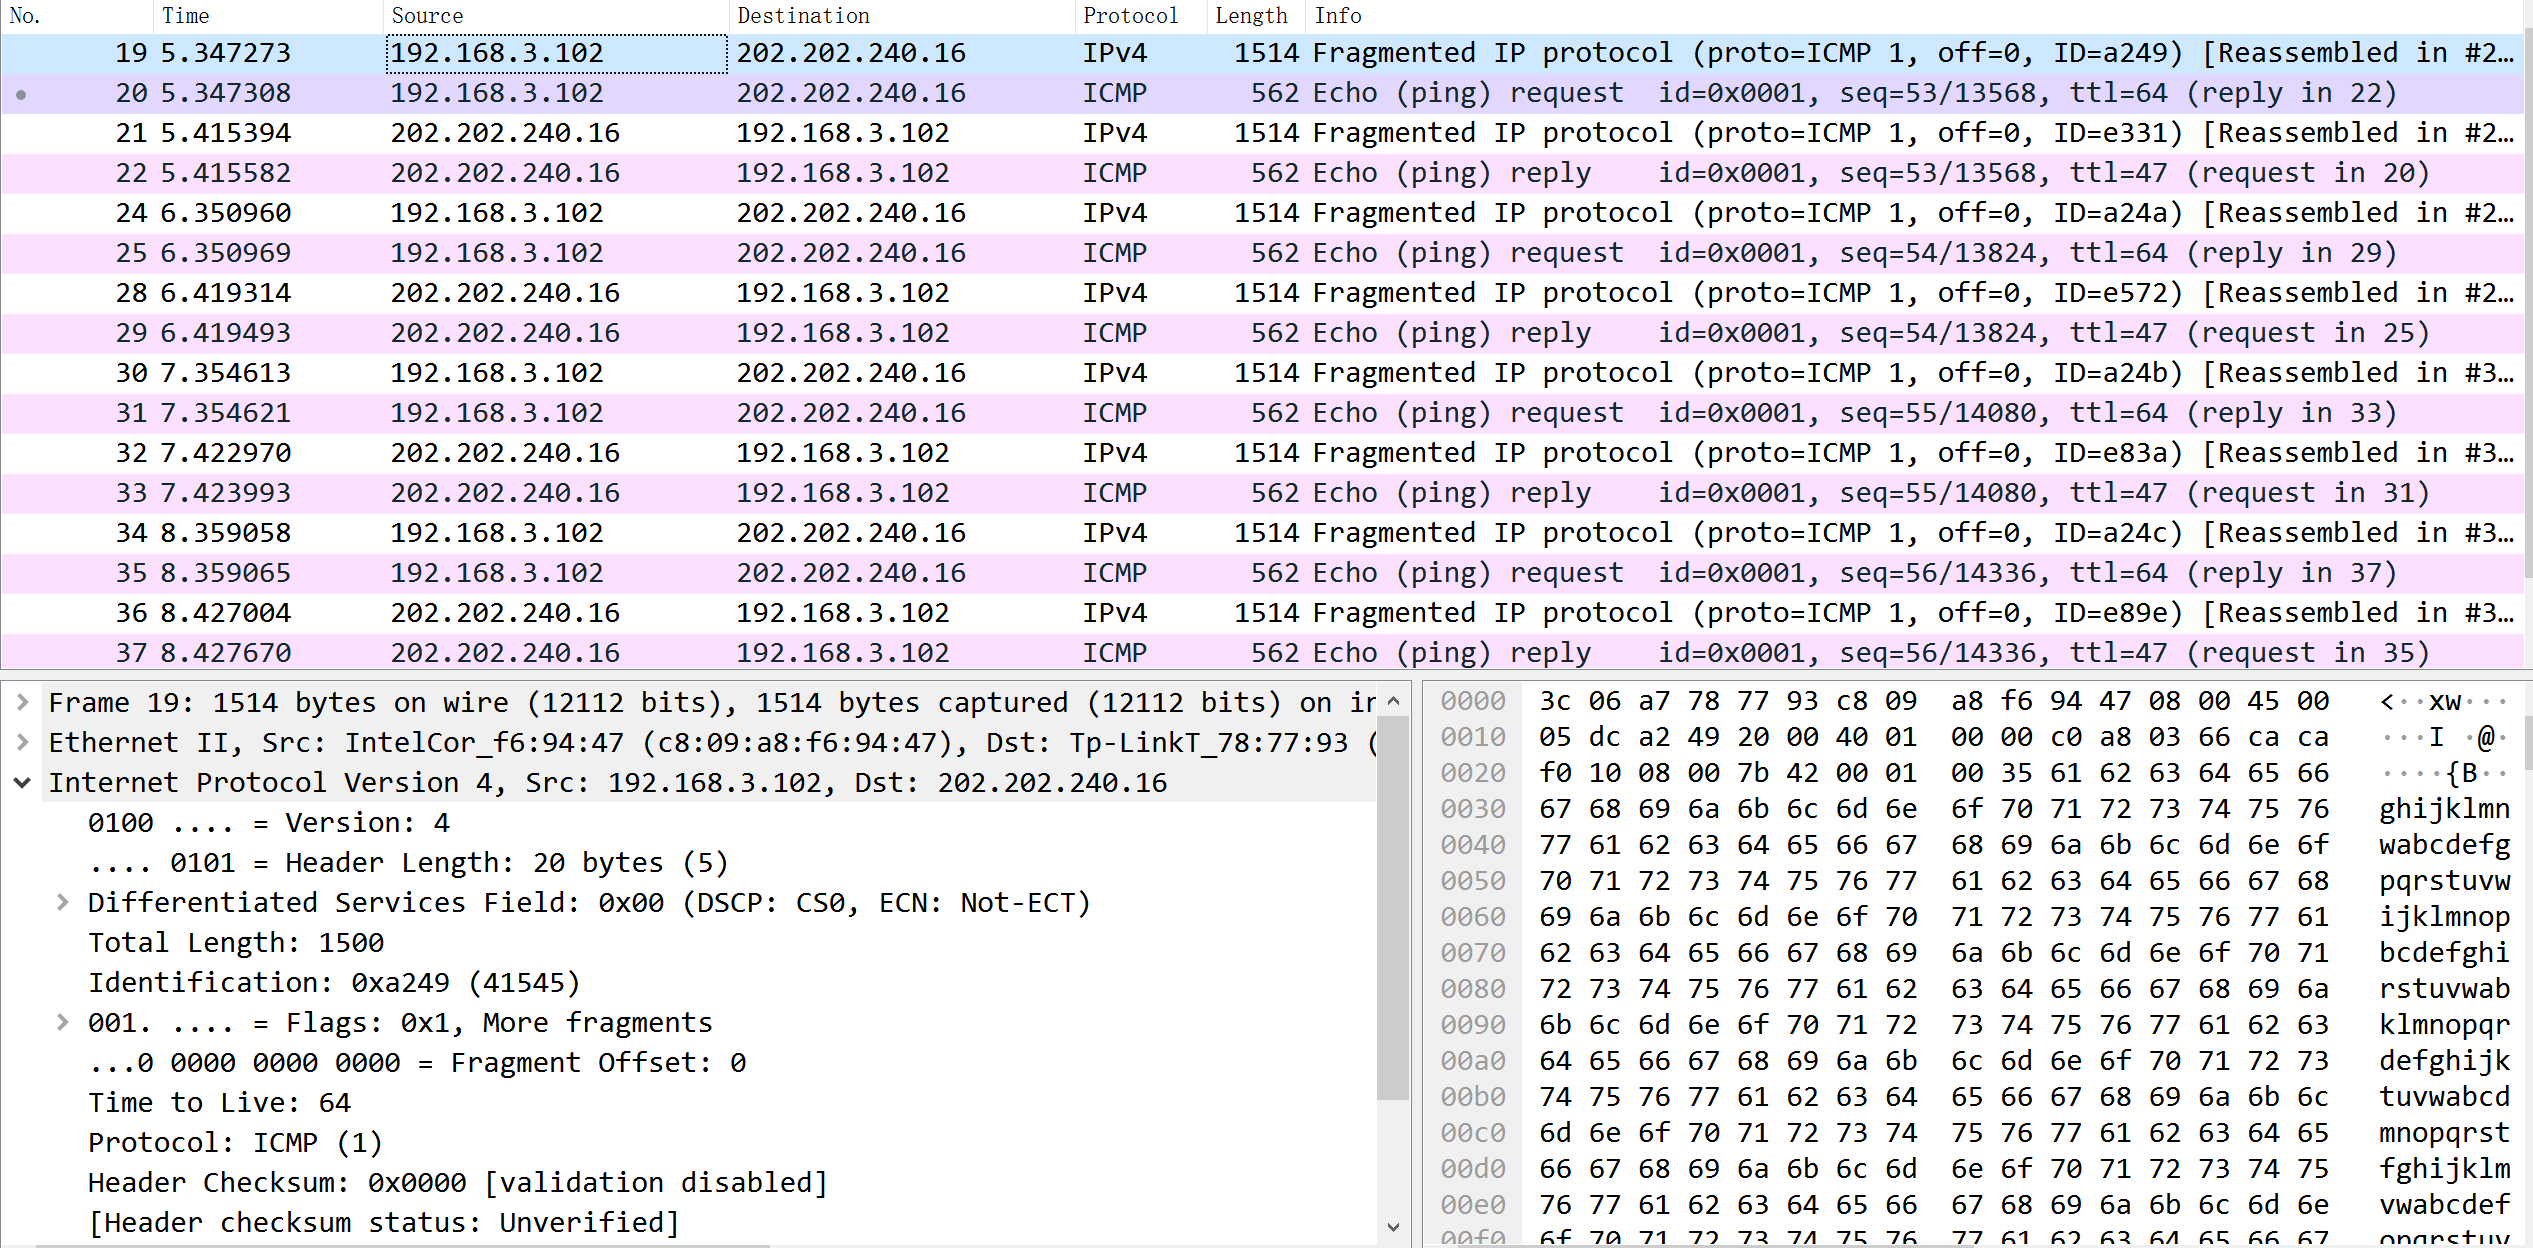 No. Time Source Destination Protocol Length Info
19 5.347273 192.168.3.102 202.202.240.16 IPv4 1514 Fragmented IP protocol (proto=ICMP 1, off=0, ID=a249) [Reassembled in #2…
20 5.347308 192.168.3.102 202.202.240.16 ICMP 562 Echo (ping) request id=0x0001, seq=53/13568, ttl=64 (reply in 22)
21 5.415394 202.202.240.16 192.168.3.102 IPv4 1514 Fragmented IP protocol (proto=ICMP 1, off=0, ID=e331) [Reassembled in #2…
22 5.415582 202.202.240.16 192.168.3.102 ICMP 562 Echo (ping) reply id=0x0001, seq=53/13568, ttl=47 (request in 20)
24 6.350960 192.168.3.102 202.202.240.16 IPv4 1514 Fragmented IP protocol (proto=ICMP 1, off=0, ID=a24a) [Reassembled in #2…
25 6.350969 192.168.3.102 202.202.240.16 ICMP 562 Echo (ping) request id=0x0001, seq=54/13824, ttl=64 (reply in 29)
28 6.419314 202.202.240.16 192.168.3.102 IPv4 1514 Fragmented IP protocol (proto=ICMP 1, off=0, ID=e572) [Reassembled in #2…
29 6.419493 202.202.240.16 192.168.3.102 ICMP 562 Echo (ping) reply id=0x0001, seq=54/13824, ttl=47 (request in 25)
30 7.354613 192.168.3.102 202.202.240.16 IPv4 1514 Fragmented IP protocol (proto=ICMP 1, off=0, ID=a24b) [Reassembled in #3…
31 7.354621 192.168.3.102 202.202.240.16 ICMP 562 Echo (ping) request id=0x0001, seq=55/14080, ttl=64 (reply in 33)
32 7.422970 202.202.240.16 192.168.3.102 IPv4 1514 Fragmented IP protocol (proto=ICMP 1, off=0, ID=e83a) [Reassembled in #3…
33 7.423993 202.202.240.16 192.168.3.102 ICMP 562 Echo (ping) reply id=0x0001, seq=55/14080, ttl=47 (request in 31)
34 8.359058 192.168.3.102 202.202.240.16 IPv4 1514 Fragmented IP protocol (proto=ICMP 1, off=0, ID=a24c) [Reassembled in #3…
35 8.359065 192.168.3.102 202.202.240.16 ICMP 562 Echo (ping) request id=0x0001, seq=56/14336, ttl=64 (reply in 37)
36 8.427004 202.202.240.16 192.168.3.102 IPv4 1514 Fragmented IP protocol (proto=ICMP 1, off=0, ID=e89e) [Reassembled in #3…
37 8.427670 202.202.240.16 192.168.3.102 ICMP 562 Echo (ping) reply id=0x0001, seq=56/14336, ttl=47 (request in 35)
Frame 19: 1514 bytes on wire (12112 bits), 1514 bytes captured (12112 bits) on in
Ethernet II, Src: IntelCor_f6:94:47 (c8:09:a8:f6:94:47), Dst: Tp-LinkT_78:77:93 (
Internet Protocol Version 4, Src: 192.168.3.102, Dst: 202.202.240.16
0100 .... = Version: 4
.... 0101 = Header Length: 20 bytes (5)
Differentiated Services Field: 0x00 (DSCP: CS0, ECN: Not-ECT)
Total Length: 1500
Identification: 0xa249 (41545)
001. .... = Flags: 0x1, More fragments
...0 0000 0000 0000 = Fragment Offset: 0
Time to Live: 64
Protocol: ICMP (1)
Header Checksum: 0x0000 [validation disabled]
[Header checksum status: Unverified]
0000 3c 06 a7 78 77 93 c8 09 a8 f6 94 47 08 00 45 00 <··xw···
0010 05 dc a2 49 20 00 40 01 00 00 c0 a8 03 66 ca ca ···I ·@·
0020 f0 10 08 00 7b 42 00 01 00 35 61 62 63 64 65 66 ····{B··
0030 67 68 69 6a 6b 6c 6d 6e 6f 70 71 72 73 74 75 76 ghijklmn
0040 77 61 62 63 64 65 66 67 68 69 6a 6b 6c 6d 6e 6f wabcdefg
0050 70 71 72 73 74 75 76 77 61 62 63 64 65 66 67 68 pqrstuvw
0060 69 6a 6b 6c 6d 6e 6f 70 71 72 73 74 75 76 77 61 ijklmnop
0070 62 63 64 65 66 67 68 69 6a 6b 6c 6d 6e 6f 70 71 bcdefghi
0080 72 73 74 75 76 77 61 62 63 64 65 66 67 68 69 6a rstuvwab
0090 6b 6c 6d 6e 6f 70 71 72 73 74 75 76 77 61 62 63 klmnopqr
00a0 64 65 66 67 68 69 6a 6b 6c 6d 6e 6f 70 71 72 73 defghijk
00b0 74 75 76 77 61 62 63 64 65 66 67 68 69 6a 6b 6c tuvwabcd
00c0 6d 6e 6f 70 71 72 73 74 75 76 77 61 62 63 64 65 mnopqrst
00d0 66 67 68 69 6a 6b 6c 6d 6e 6f 70 71 72 73 74 75 fghijklm
00e0 76 77 61 62 63 64 65 66 67 68 69 6a 6b 6c 6d 6e vwabcdef
00f0 6f 70 71 72 73 74 75 76 77 61 62 63 64 65 66 67 opqrstuv